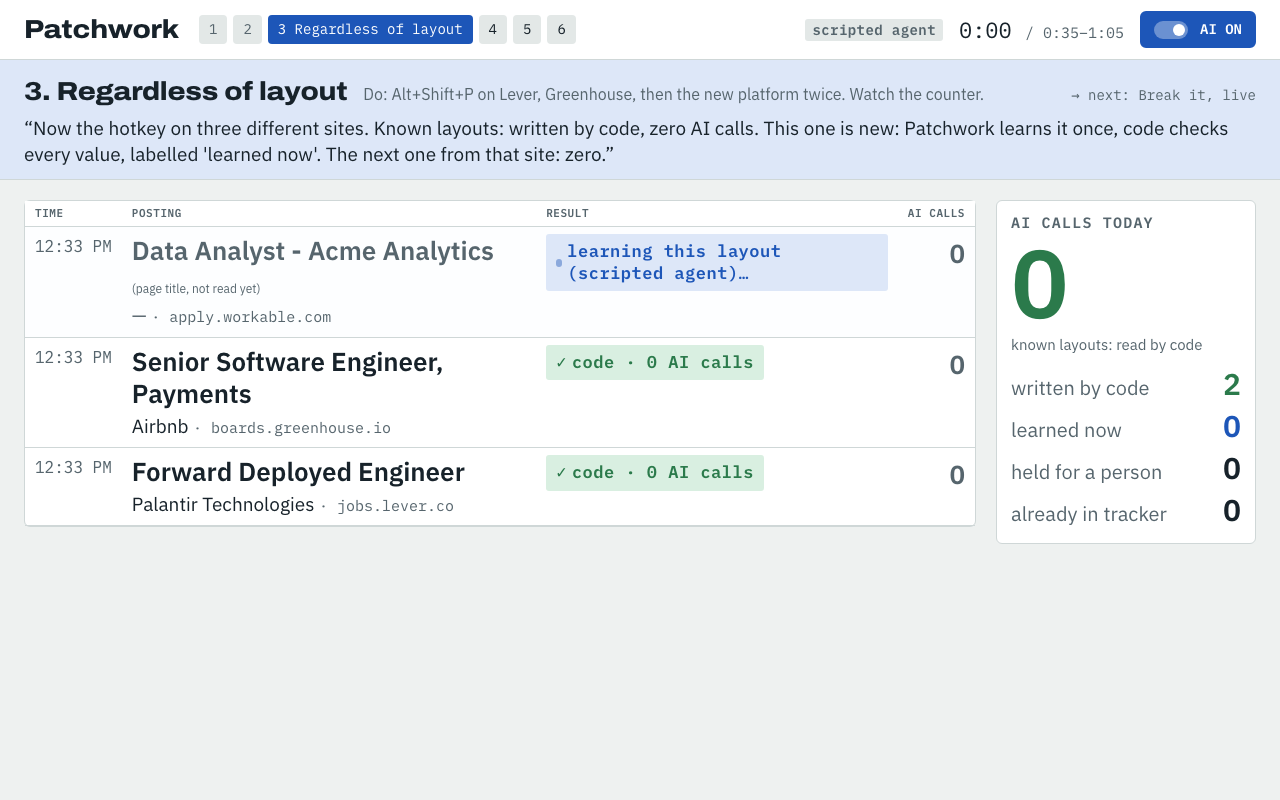 Patchwork 1 2 3 Regardless of layout 4 5 6 scripted agent 0:00 / 0:35–1:05 AI ON
3. Regardless of layout Do: Alt+Shift+P on Lever, Greenhouse, then the new platform twice. Watch the counter. → next: Break it, live
“Now the hotkey on three different sites. Known layouts: written by code, zero AI calls. This one is new: Patchwork learns it once, code checks
every value, labelled 'learned now'. The next one from that site: zero.”
TIME POSTING RESULT AI CALLS
12:33 PM Data Analyst - Acme Analytics learning this layout 0
(scripted agent)…
(page title, not read yet)
— · apply.workable.com
12:33 PM Senior Software Engineer, ✓ code · 0 AI calls 0
Payments
Airbnb · boards.greenhouse.io
12:33 PM Forward Deployed Engineer ✓ code · 0 AI calls 0
Palantir Technologies · jobs.lever.co
AI CALLS TODAY
0
known layouts: read by code
written by code 2
learned now 0
held for a person 0
already in tracker 0